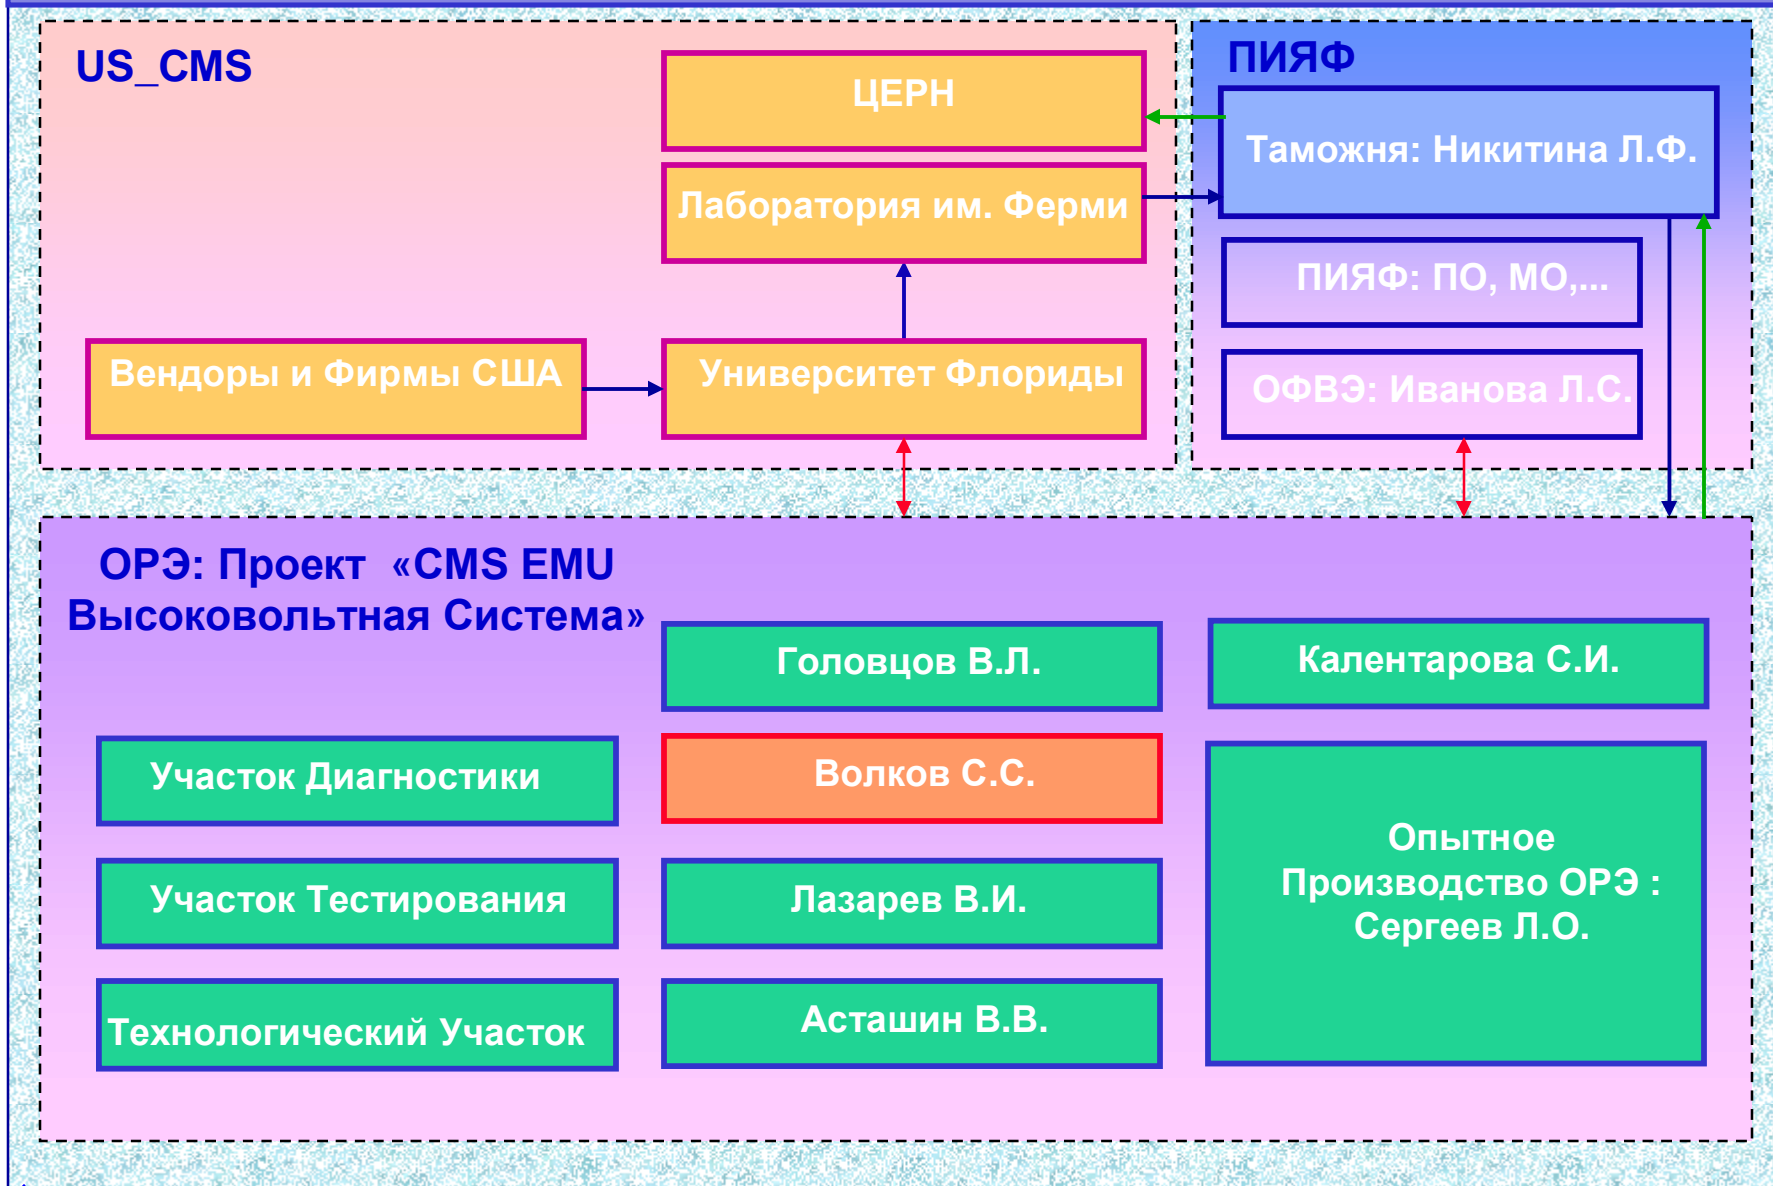 US_CMS
ЦЕРН
Лаборатория им. Ферми
Вендоры и Фирмы США
Университет Флориды
ПИЯФ
Таможня: Никитина Л.Ф.
ПИЯФ: ПО, МО,...
ОФВЭ: Иванова Л.С.
ОРЭ: Проект «CMS EMU
Высоковольтная Система»
Головцов В.Л.
Калентарова С.И.
Участок Диагностики
Волков С.С.
Участок Тестирования
Лазарев В.И.
Опытное
Производство ОРЭ :
Сергеев Л.О.
Технологический Участок
Асташин В.В.